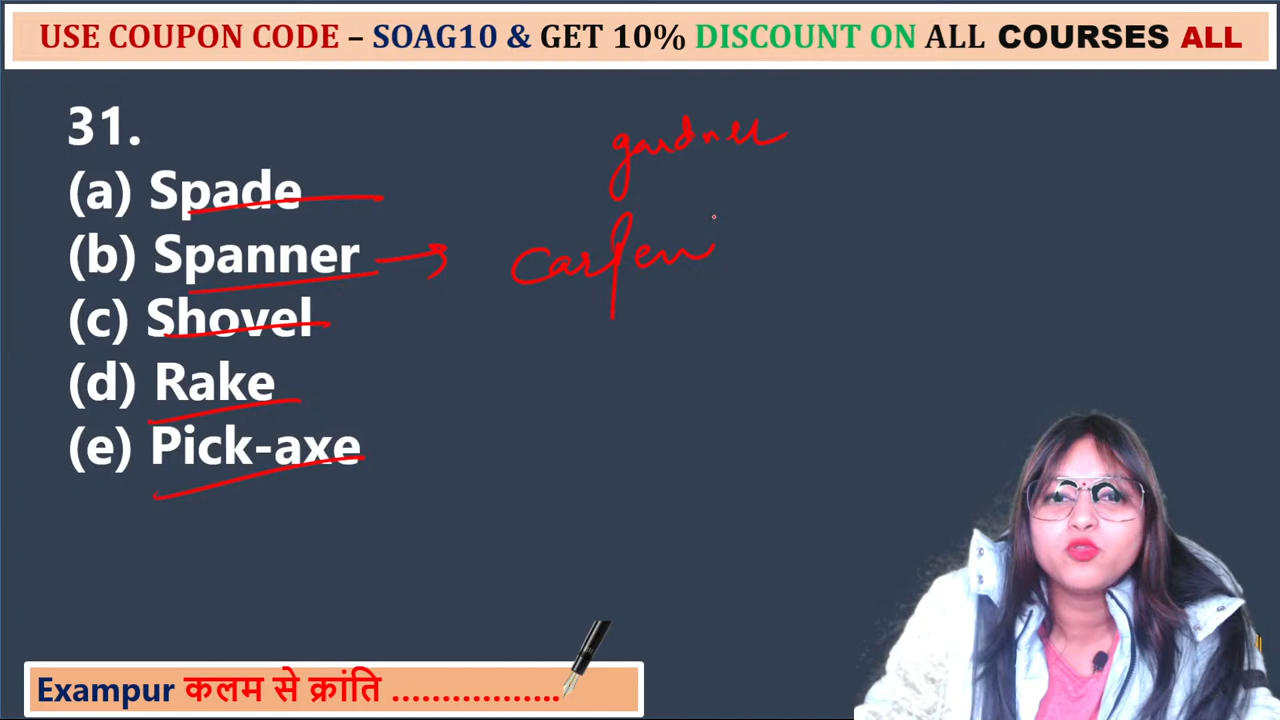 USE COUPON CODE – SOAG10 & GET 10% DISCOUNT ON ALL COURSES ALL
31.
gardner
(a) Spade
(b) Spanner
carpen
(c) Shovel
(d) Rake
(e) Pick-axe
Exampur कलम से क्रांति .................